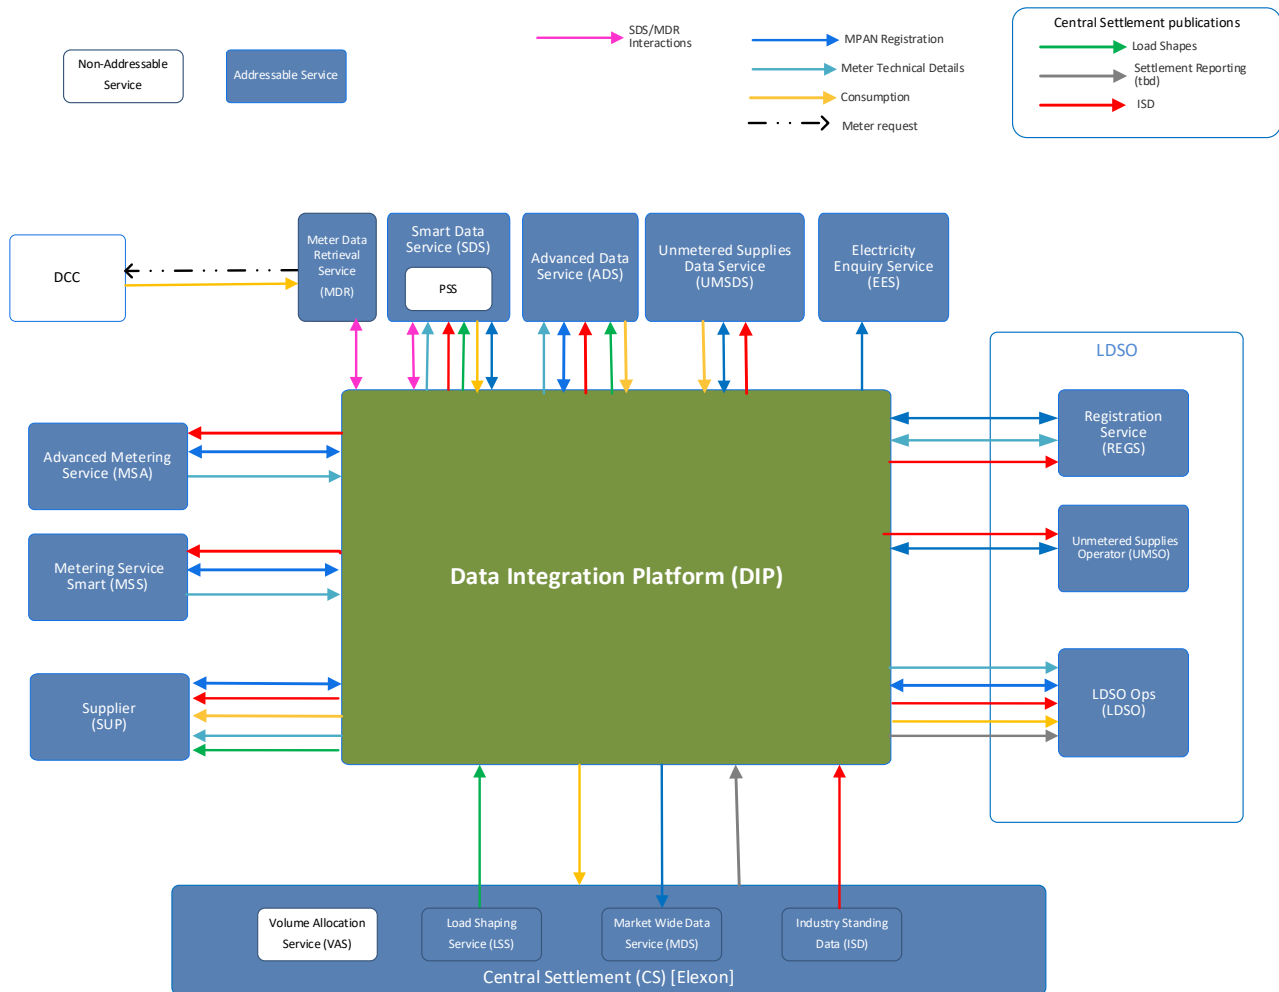 Non-Addressable
Service
Addressable Service
SDS/MDR
Interactions
MPAN Registration
Meter Technical Details
Consumption
Meter request
Central Settlement publications
Load Shapes
Settlement Reporting
(tbd)
ISD
DCC
Meter Data
Retrieval
Service
(MDR)
Smart Data
Service (SDS)
PSS
Advanced Data
Service (ADS)
Unmetered Supplies
Data Service
(UMSDS)
Electricity
Enquiry Service
(EES)
LDSO
Registration
Service
(REGS)
Unmetered Supplies
Operator (UMSO)
LDSO Ops
(LDSO)
Advanced Metering
Service (MSA)
Metering Service
Smart (MSS)
Supplier
(SUP)
Data Integration Platform (DIP)
Volume Allocation
Service (VAS)
Load Shaping
Service (LSS)
Market Wide Data
Service (MDS)
Industry Standing
Data (ISD)
Central Settlement (CS) [Elexon]